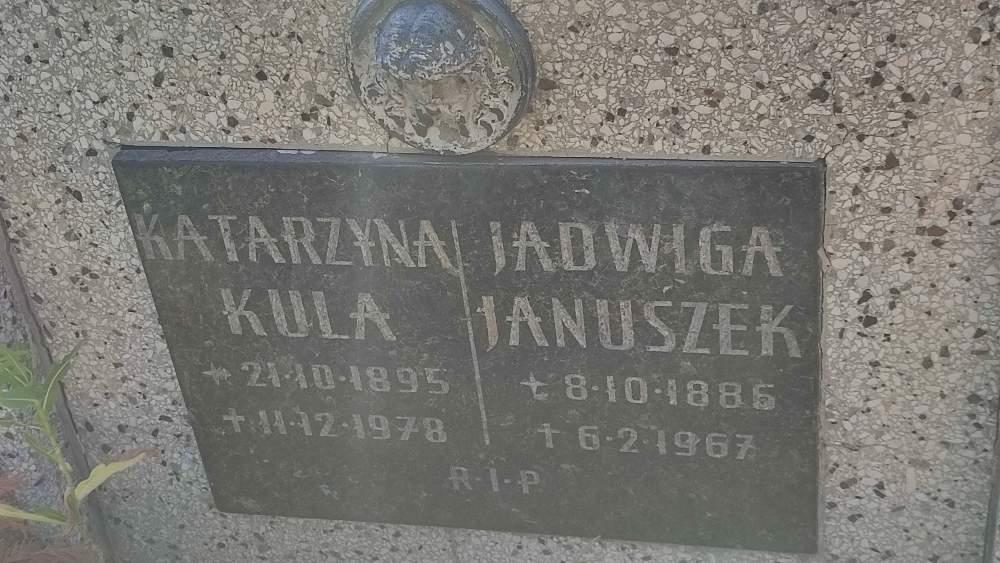 KATARZYNA
KULA
* 21·10·1895
+ 11·12·1978
JADWIGA
JANUSZEK
* 8·10·1886
+ 6·2·1967
R·I·P